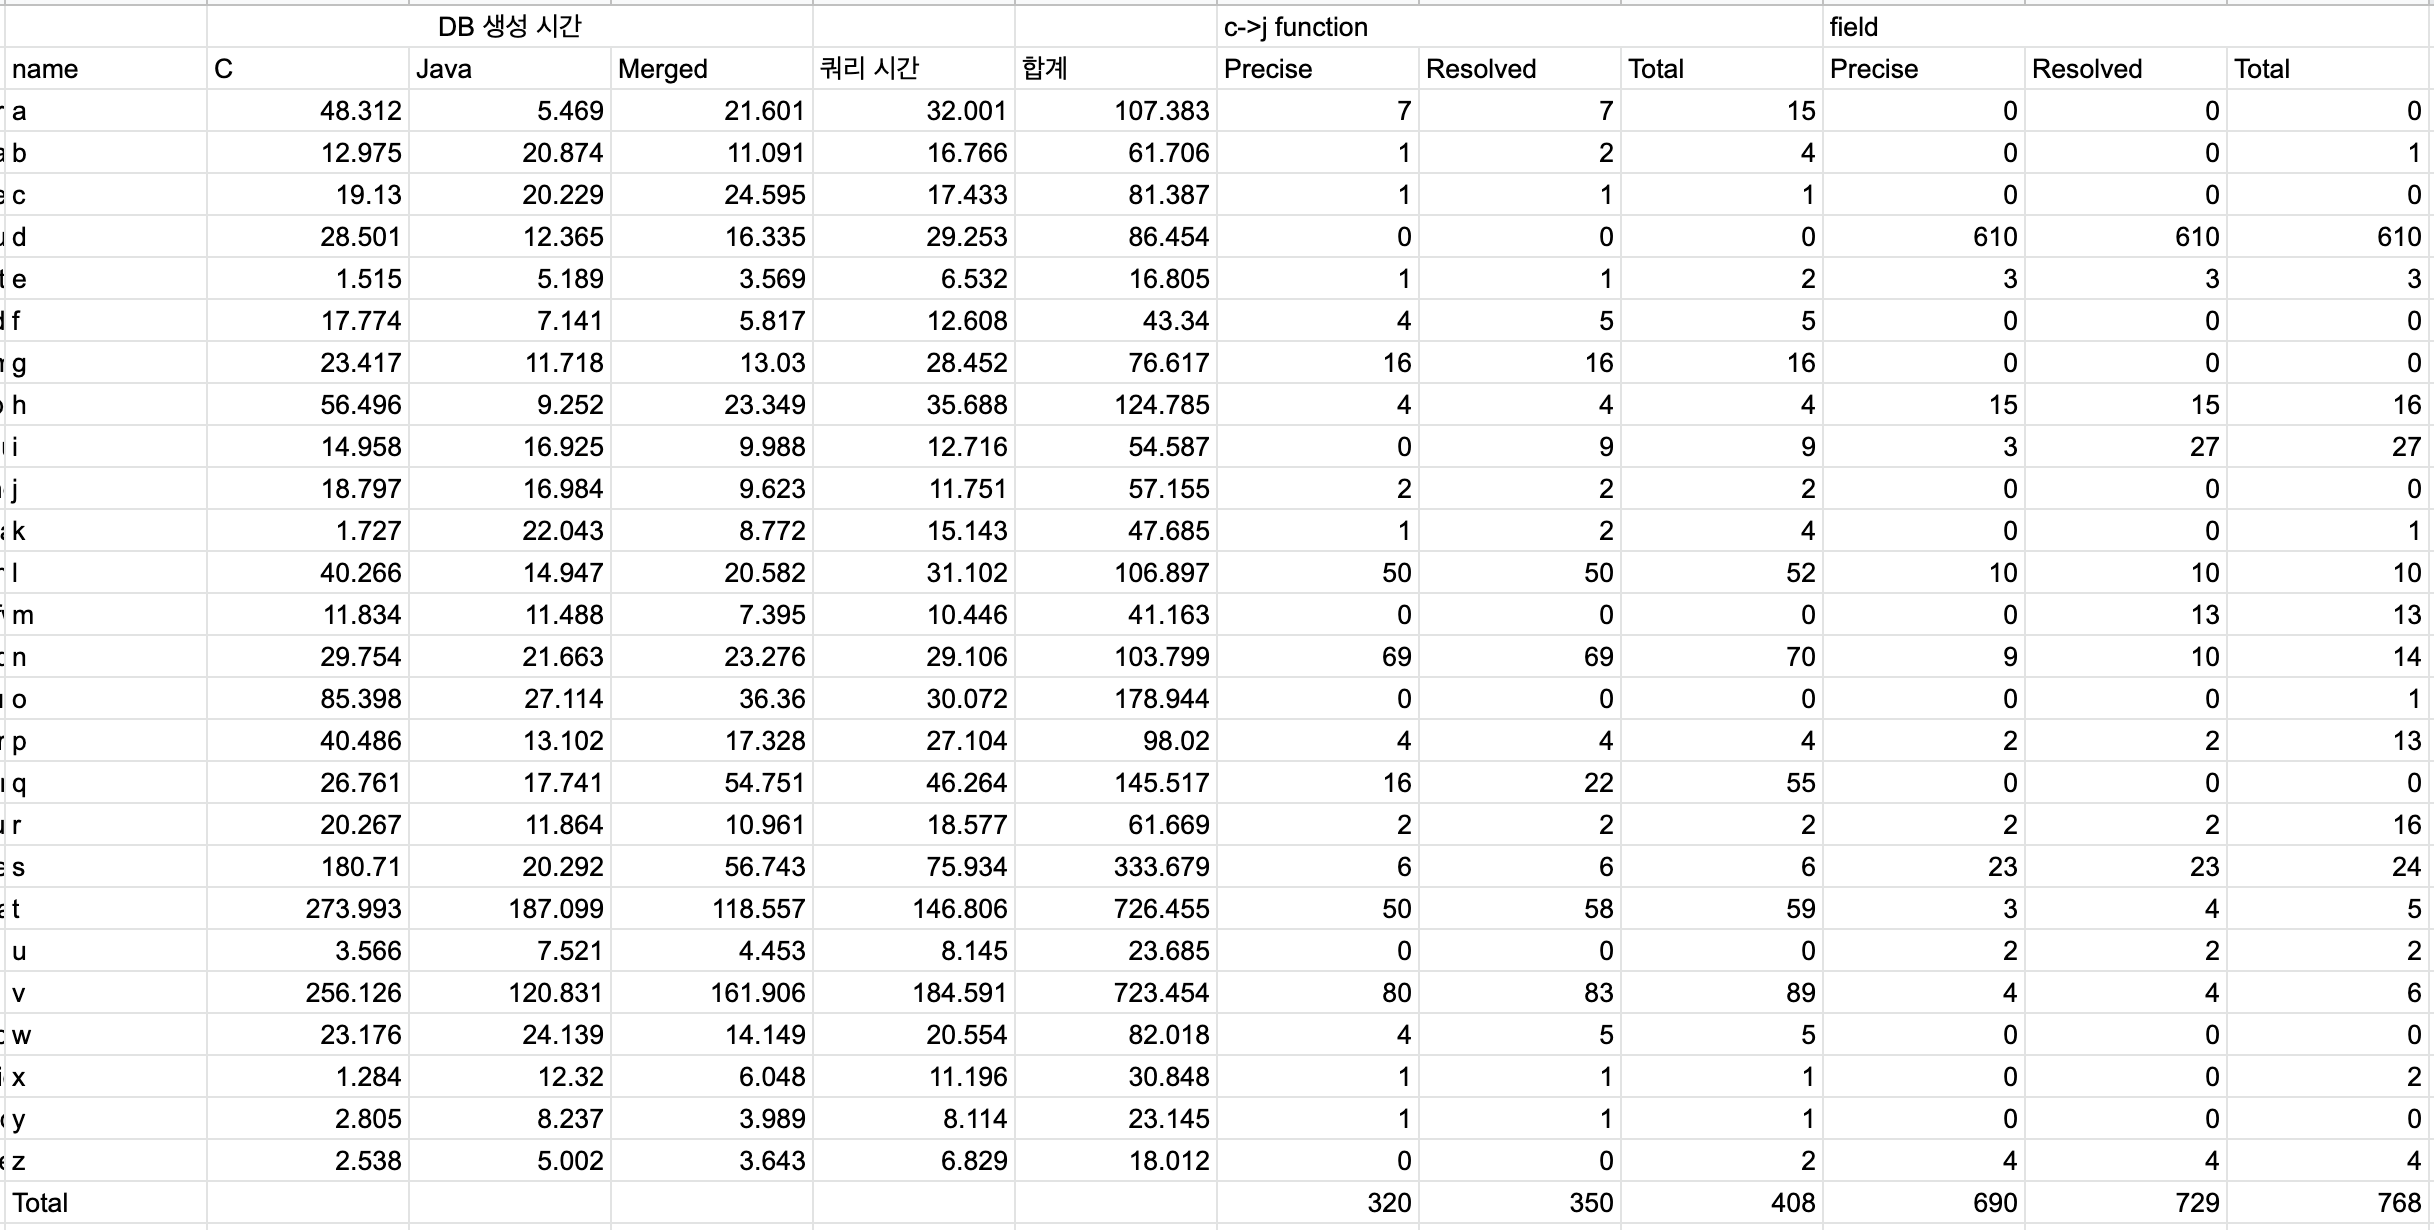 DB 생성 시간 c->j function field
name C Java Merged 쿼리 시간 합계 Precise Resolved Total Precise Resolved Total
a 48.312 5.469 21.601 32.001 107.383 7 7 15 0 0 0
b 12.975 20.874 11.091 16.766 61.706 1 2 4 0 0 1
c 19.13 20.229 24.595 17.433 81.387 1 1 1 0 0 0
d 28.501 12.365 16.335 29.253 86.454 0 0 0 610 610 610
e 1.515 5.189 3.569 6.532 16.805 1 1 2 3 3 3
f 17.774 7.141 5.817 12.608 43.34 4 5 5 0 0 0
g 23.417 11.718 13.03 28.452 76.617 16 16 16 0 0 0
h 56.496 9.252 23.349 35.688 124.785 4 4 4 15 15 16
i 14.958 16.925 9.988 12.716 54.587 0 9 9 3 27 27
j 18.797 16.984 9.623 11.751 57.155 2 2 2 0 0 0
k 1.727 22.043 8.772 15.143 47.685 1 2 4 0 0 1
l 40.266 14.947 20.582 31.102 106.897 50 50 52 10 10 10
m 11.834 11.488 7.395 10.446 41.163 0 0 0 0 13 13
n 29.754 21.663 23.276 29.106 103.799 69 69 70 9 10 14
o 85.398 27.114 36.36 30.072 178.944 0 0 0 0 0 1
p 40.486 13.102 17.328 27.104 98.02 4 4 4 2 2 13
q 26.761 17.741 54.751 46.264 145.517 16 22 55 0 0 0
r 20.267 11.864 10.961 18.577 61.669 2 2 2 2 2 16
s 180.71 20.292 56.743 75.934 333.679 6 6 6 23 23 24
t 273.993 187.099 118.557 146.806 726.455 50 58 59 3 4 5
u 3.566 7.521 4.453 8.145 23.685 0 0 0 2 2 2
v 256.126 120.831 161.906 184.591 723.454 80 83 89 4 4 6
w 23.176 24.139 14.149 20.554 82.018 4 5 5 0 0 0
x 1.284 12.32 6.048 11.196 30.848 1 1 1 0 0 2
y 2.805 8.237 3.989 8.114 23.145 1 1 1 0 0 0
z 2.538 5.002 3.643 6.829 18.012 0 0 2 4 4 4
Total 320 350 408 690 729 768